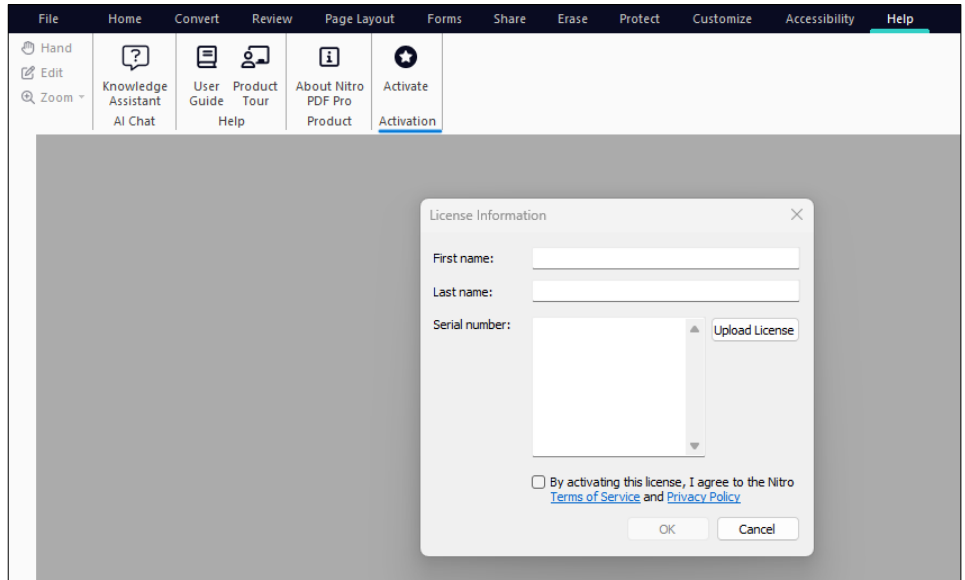 File Home Convert Review Page Layout Forms Share Erase Protect Customize Accessibility Help
Hand
Edit
Zoom
Knowledge Assistant
AI Chat
User Guide
Product Tour
Help
About Nitro PDF Pro
Product
Activate
Activation
License Information
First name:
Last name:
Serial number:
Upload License
By activating this license, I agree to the Nitro
Terms of Service and Privacy Policy
OK Cancel